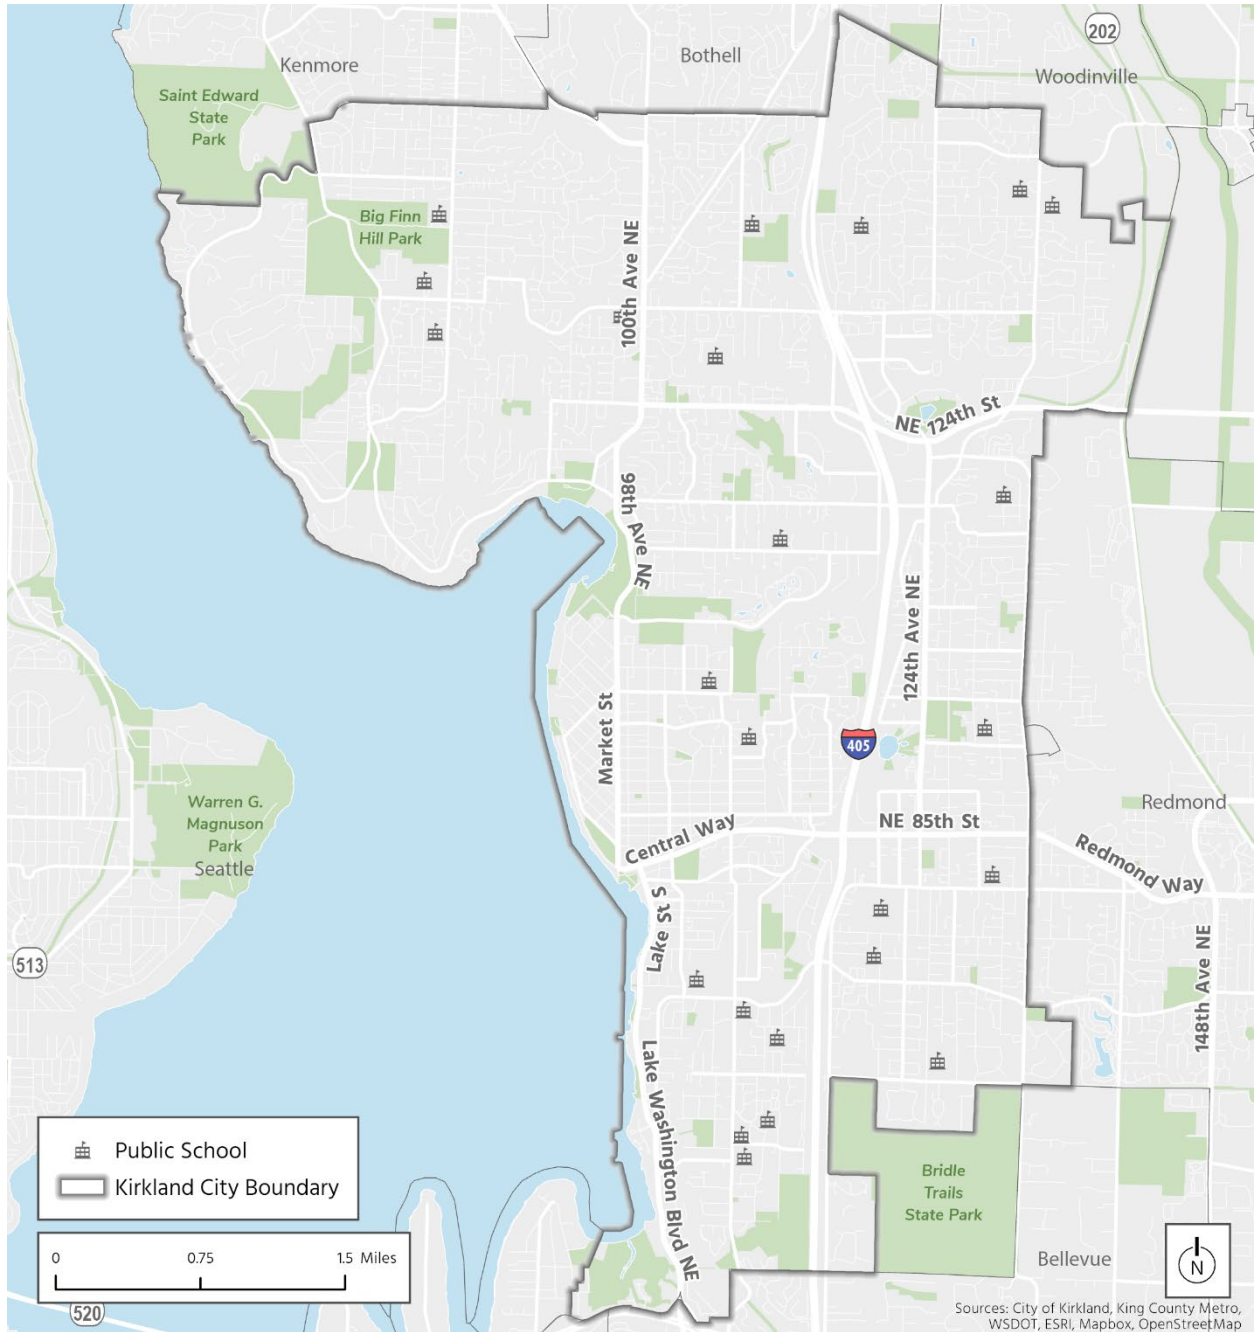 202
Kenmore
Bothell
Woodinville
Saint Edward
State
Park
Big Finn
Hill Park
100th Ave NE
NE 124th St
98th Ave NE
124th Ave NE
Market St
405
Warren G.
Magnuson
Park
Seattle
Redmond
Central Way
NE 85th St
Redmond Way
Lake St S
513
148th Ave NE
Lake Washington Blvd NE
Public School
Kirkland City Boundary
Bridle
Trails
State Park
0 0.75 1.5 Miles
Bellevue
N
520
Sources: City of Kirkland, King County Metro,
WSDOT, ESRI, Mapbox, OpenStreetMap